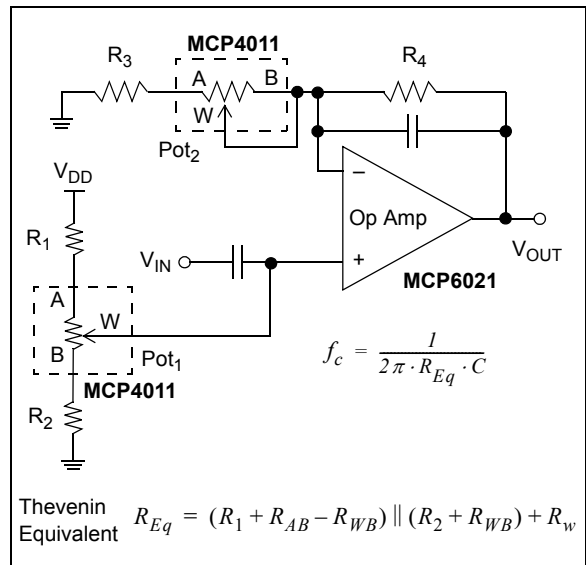 MCP4011
R3
A
B
R4
W
Pot2
VDD
−
Op Amp
R1
VIN
+
VOUT
MCP6021
A
W
B
Pot1
MCP4011
fc = 1 / (2π · REq · C)
R2
Thevenin Equivalent REq = (R1 + RAB – RWB) || (R2 + RWB) + Rw